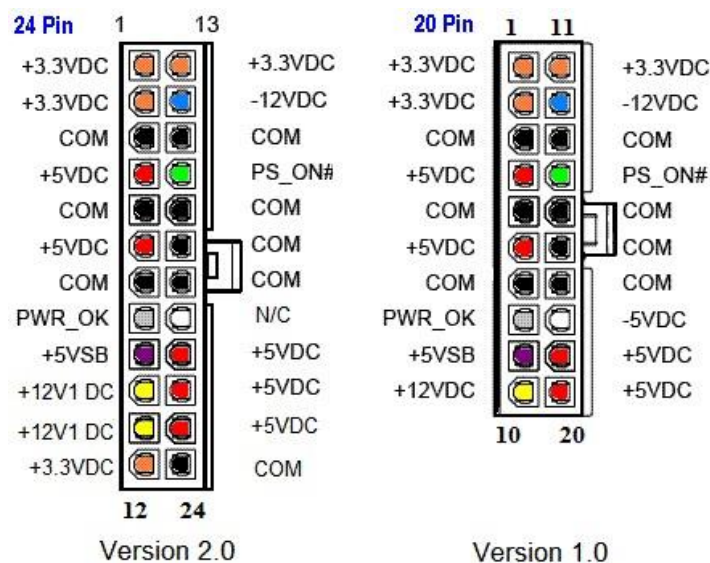 24 Pin 1 13
+3.3VDC +3.3VDC
+3.3VDC -12VDC
COM COM
+5VDC PS_ON#
COM COM
+5VDC COM
COM COM
PWR_OK N/C
+5VSB +5VDC
+12V1 DC +5VDC
+12V1 DC +5VDC
+3.3VDC COM
12 24
Version 2.0
20 Pin 1 11
+3.3VDC +3.3VDC
+3.3VDC -12VDC
COM COM
+5VDC PS_ON#
COM COM
+5VDC COM
COM COM
PWR_OK -5VDC
+5VSB +5VDC
+12VDC +5VDC
10 20
Version 1.0